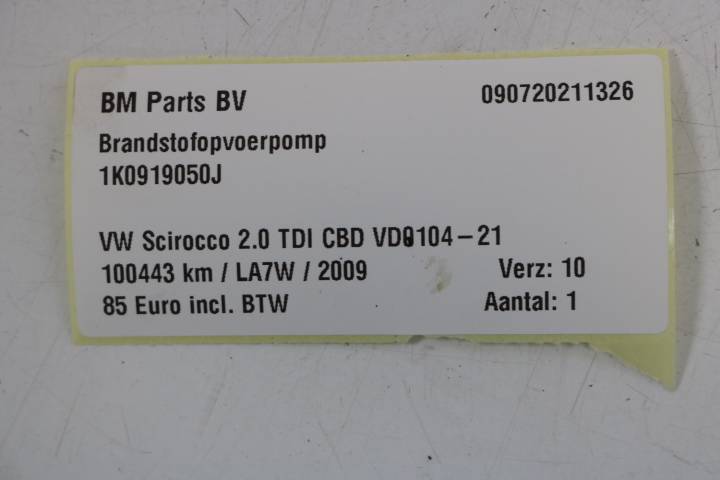 BM Parts BV 090720211326
Brandstofopvoerpomp
1K0919050J
VW Scirocco 2.0 TDI CBD VD0104-21
100443 km / LA7W / 2009 Verz: 10
85 Euro incl. BTW Aantal: 1